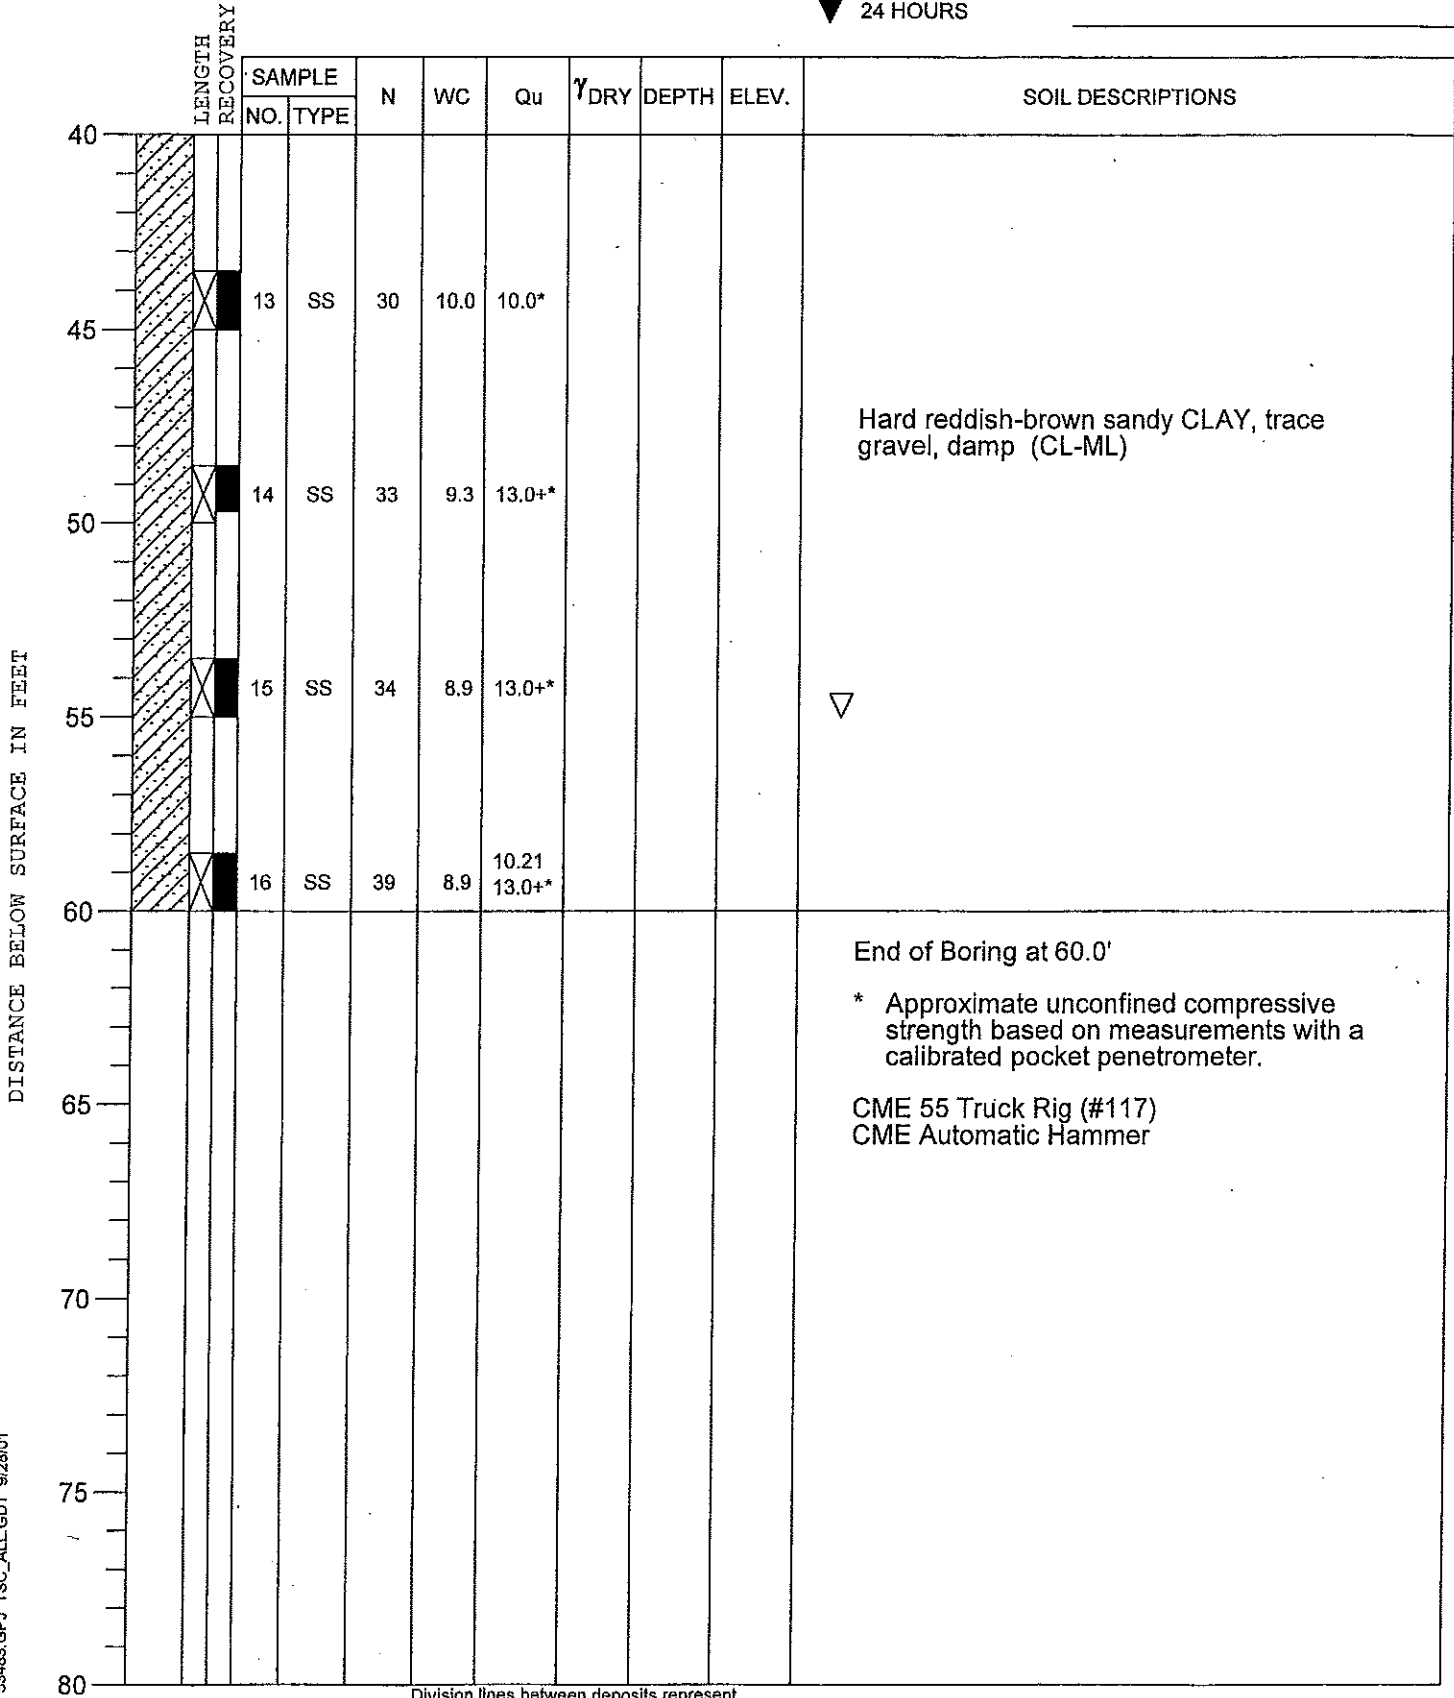 24 HOURS
LENGTH
RECOVERY
SAMPLE
NO. TYPE
N
WC
Qu
γDRY
DEPTH
ELEV.
SOIL DESCRIPTIONS
DISTANCE BELOW SURFACE IN FEET
40
13 SS 30 10.0 10.0*
45
Hard reddish-brown sandy CLAY, trace
gravel, damp (CL-ML)
14 SS 33 9.3 13.0+*
50
15 SS 34 8.9 13.0+*
55
10.21
16 SS 39 8.9 13.0+*
60
End of Boring at 60.0'
* Approximate unconfined compressive
strength based on measurements with a
calibrated pocket penetrometer.
65
CME 55 Truck Rig (#117)
CME Automatic Hammer
70
75
80
Division lines between deposits represent
TSC_ALL.GDT 9/28/01